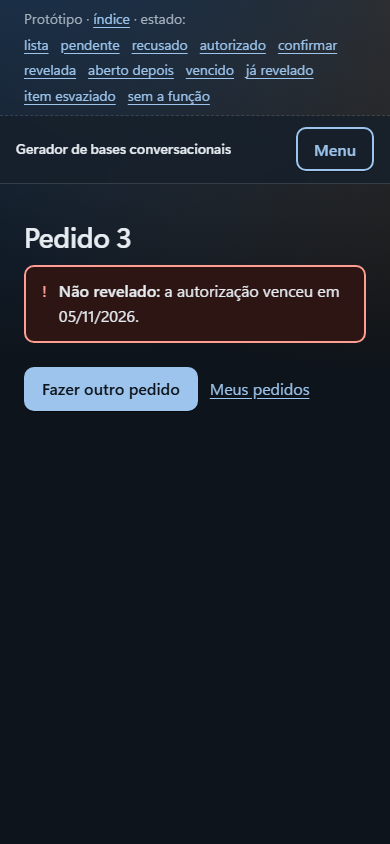 Protótipo · índice · estado:
lista pendente recusado autorizado confirmar
revelada aberto depois vencido já revelado
item esvaziado sem a função
Gerador de bases conversacionais
Menu
Pedido 3
! Não revelado: a autorização venceu em
05/11/2026.
Fazer outro pedido Meus pedidos